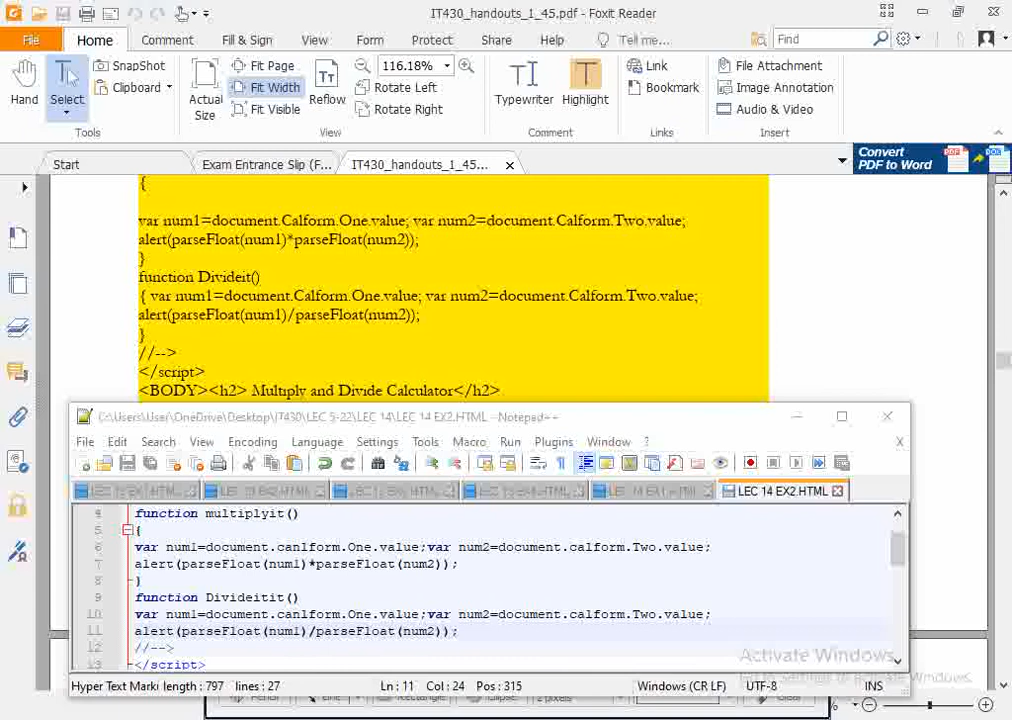 IT430_handouts_1_45.pdf - Foxit Reader
File Home Comment Fill & Sign View Form Protect Share Help Tell me... Find
SnapShot Fit Page 116.18% Link File Attachment
Hand Select Clipboard Actual Size Fit Width Reflow Rotate Left Typewriter Highlight Bookmark Image Annotation
Fit Visible Rotate Right Audio & Video
Tools View Comment Links Insert
Start Exam Entrance Slip (F... IT430_handouts_1_45...
Convert
PDF to Word
{
var num1=document.Calform.One.value; var num2=document.Calform.Two.value;
alert(parseFloat(num1)*parseFloat(num2));
}
function Divideit()
{ var num1=document.Calform.One.value; var num2=document.Calform.Two.value;
alert(parseFloat(num1)/parseFloat(num2));
}
//-->
</script>
<BODY><h2> Multiply and Divide Calculator</h2>
C:\Users\User\OneDrive\Desktop\IT430\LEC 5-22\LEC 14\LEC 14 EX2.HTML - Notepad++
File Edit Search View Encoding Language Settings Tools Macro Run Plugins Window ? X
LEC 14 EX2.HTML
4 function multiplyit()
5 {
6 var num1=document.canlform.One.value;var num2=document.calform.Two.value;
7 alert(parseFloat(num1)*parseFloat(num2));
8 }
9 function Divideitit()
10 var num1=document.canlform.One.value;var num2=document.calform.Two.value;
11 alert(parseFloat(num1)/parseFloat(num2));
12 //-->
13 </script>
Activate Windows
Go to Settings to activate Windows.
Hyper Text Marki length : 797 lines : 27 Ln : 11 Col : 24 Pos : 315 Windows (CR LF) UTF-8 INS